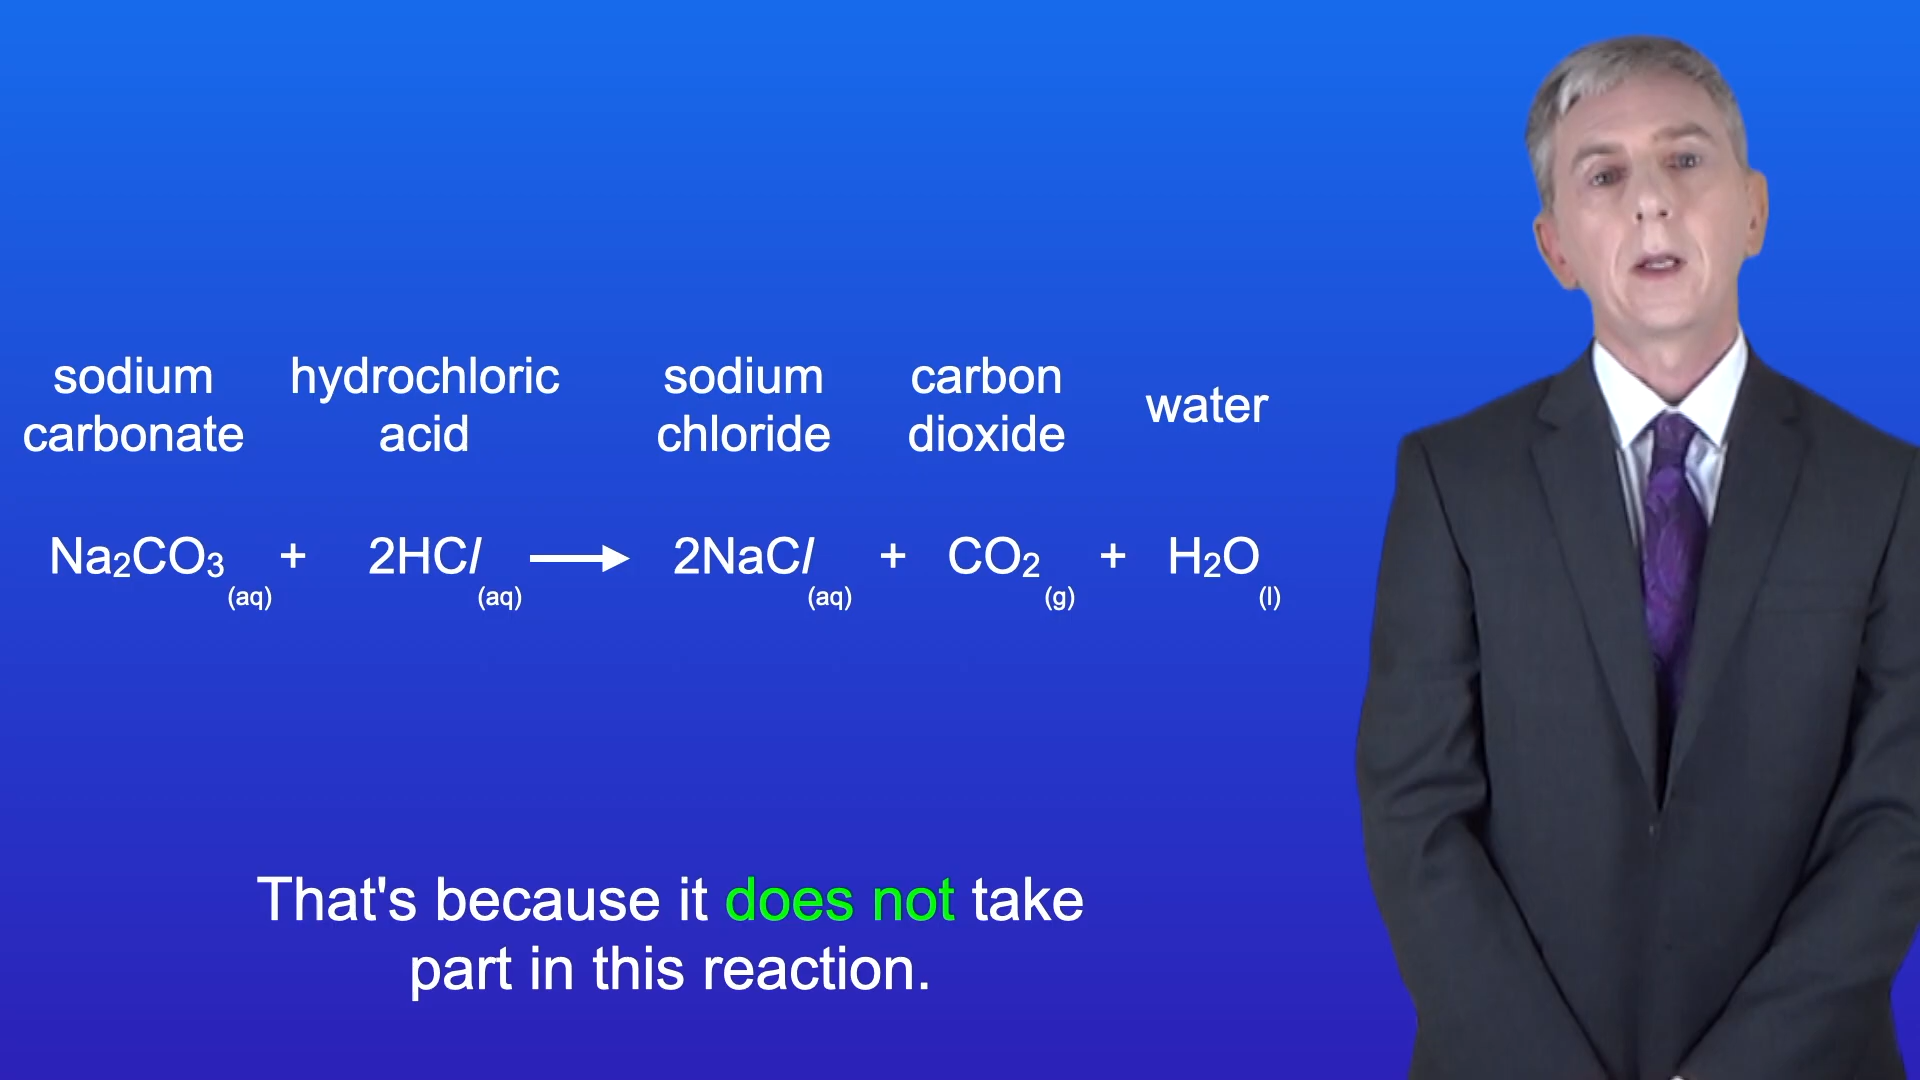 sodium carbonate
hydrochloric acid
sodium chloride
carbon dioxide
water
Na2CO3(aq) + 2HCl(aq) → 2NaCl(aq) + CO2(g) + H2O(l)
That's because it does not take
part in this reaction.